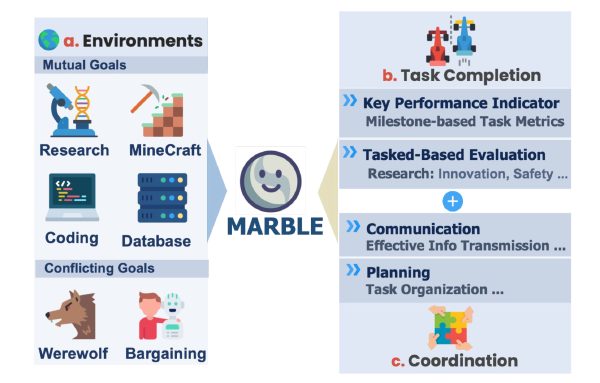 a. Environments
Mutual Goals
Research
MineCraft
</>
Coding
Database
Conflicting Goals
Werewolf
Bargaining
MARBLE
b. Task Completion
Key Performance Indicator
Milestone-based Task Metrics
Tasked-Based Evaluation
Research: Innovation, Safety ...
+
Communication
Effective Info Transmission ...
Planning
Task Organization ...
c. Coordination